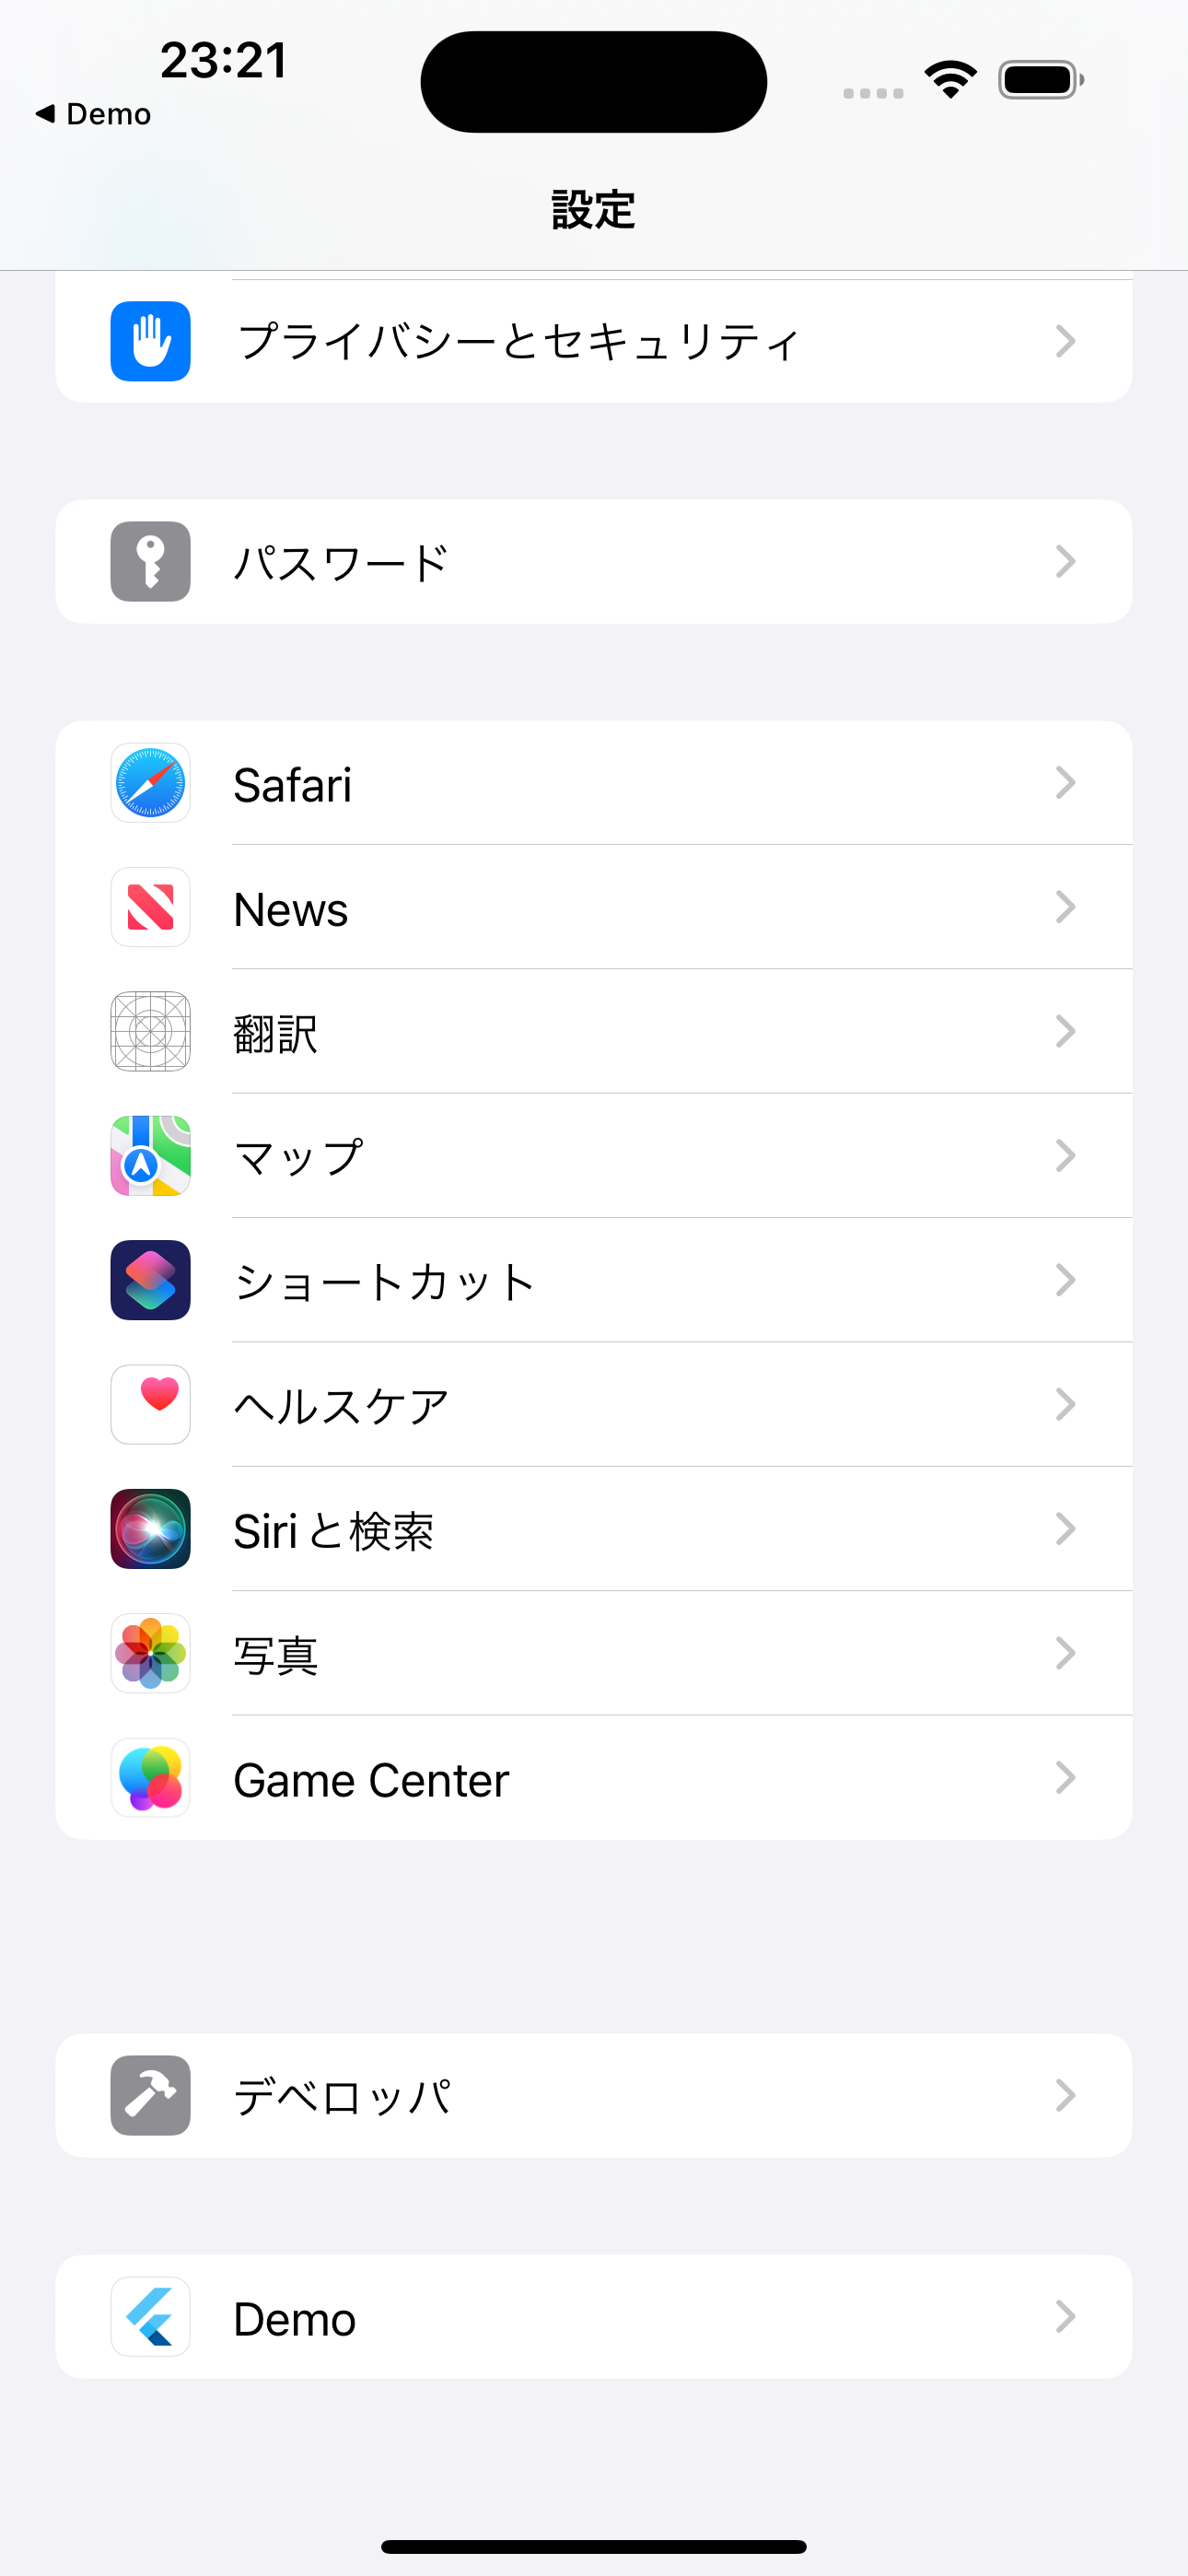 23:21
◀ Demo
設定
プライバシーとセキュリティ
パスワード
Safari
News
翻訳
マップ
ショートカット
ヘルスケア
Siriと検索
写真
Game Center
デベロッパ
Demo